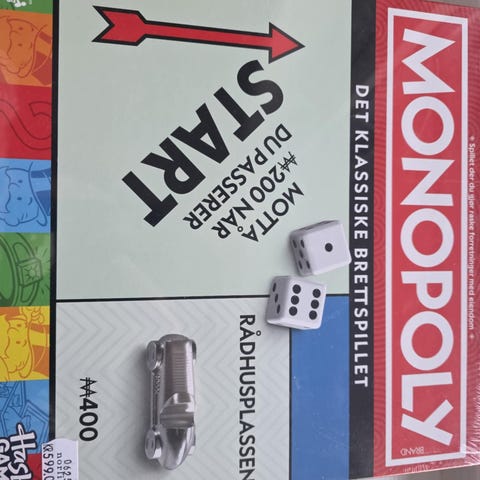 * Spillet der du gjør raske forretninger med eiendom *
MONOPOLY
BRAND
DET KLASSISKE BRETTSPILLET
MOTTA
₩200 NÅR
DU PASSERER
START
RÅDHUSPLASSEN
₩400